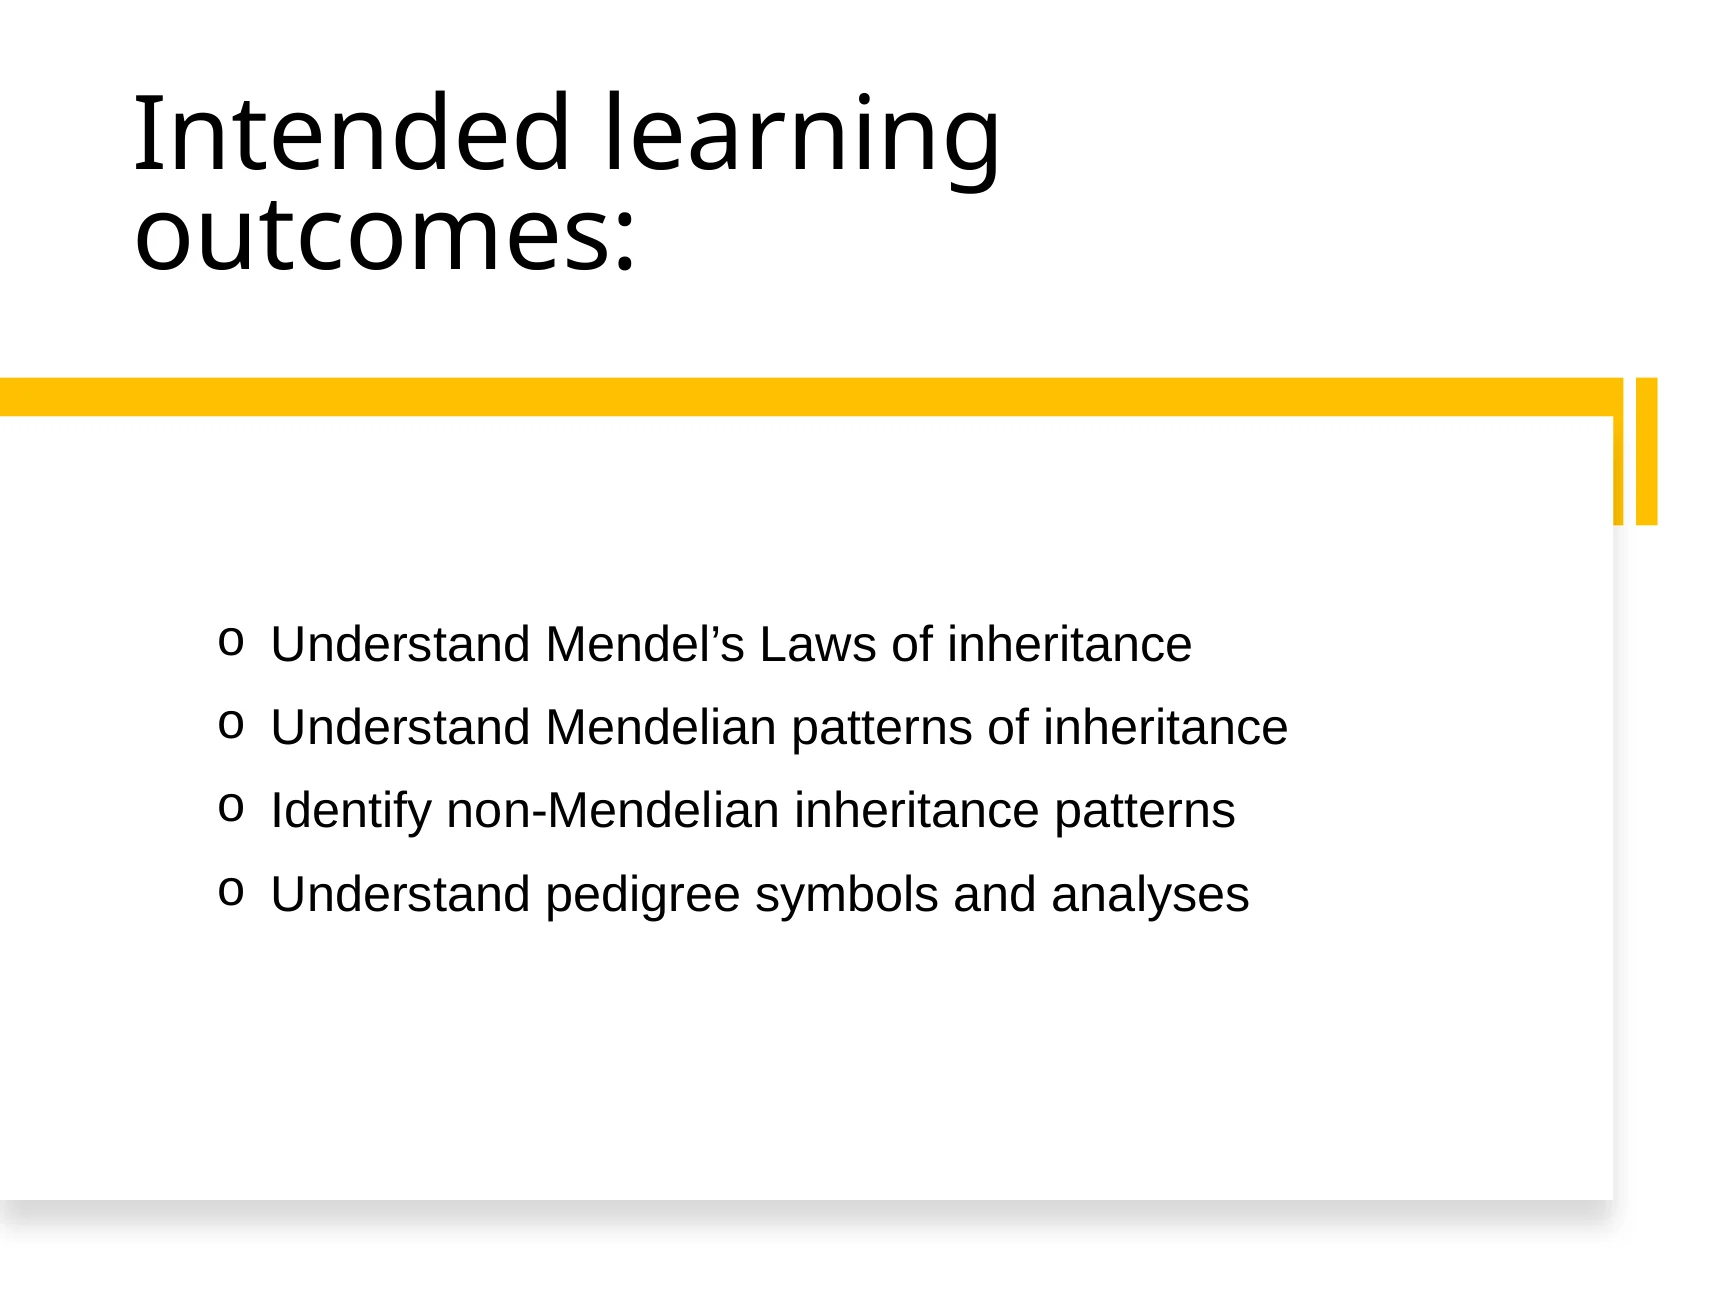 Intended learning
outcomes:
o Understand Mendel’s Laws of inheritance
o Understand Mendelian patterns of inheritance
o Identify non-Mendelian inheritance patterns
o Understand pedigree symbols and analyses